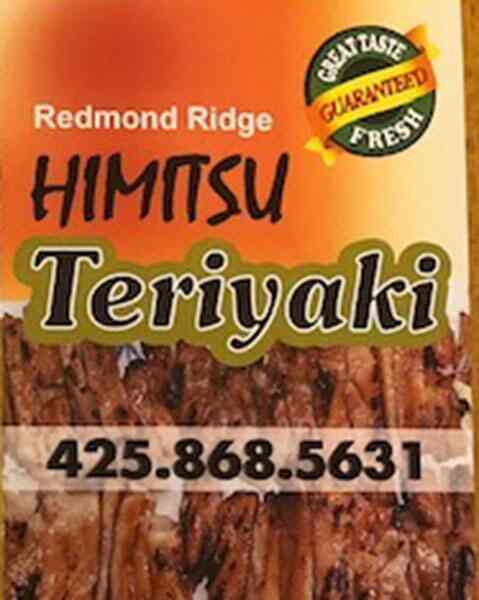 GREAT TASTE
GUARANTEED
FRESH
Redmond Ridge
HIMITSU
Teriyaki
425.868.5631